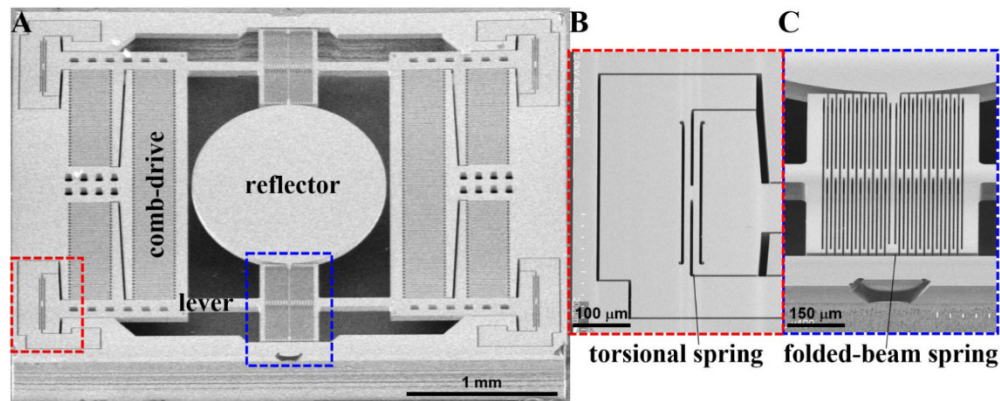 A
B
C
comb-drive
reflector
lever
1 mm
100 μm
torsional spring
150 μm
folded-beam spring